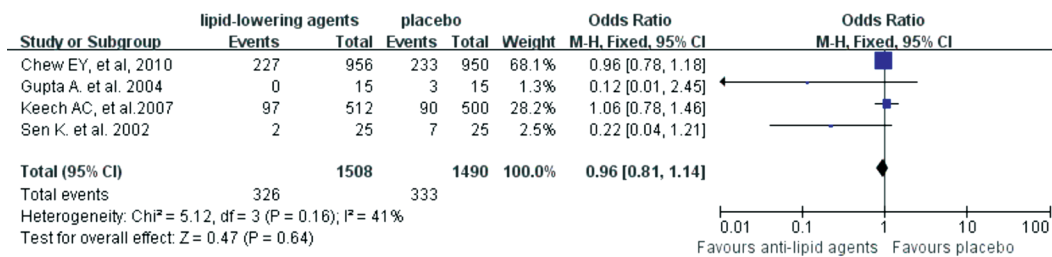 lipid-lowering agents placebo Odds Ratio Odds Ratio
Study or Subgroup Events Total Events Total Weight M-H, Fixed, 95% CI M-H, Fixed, 95% CI
Chew EY, et al, 2010 227 956 233 950 68.1% 0.96 [0.78, 1.18]
Gupta A. et al. 2004 0 15 3 15 1.3% 0.12 [0.01, 2.45]
Keech AC, et al.2007 97 512 90 500 28.2% 1.06 [0.78, 1.46]
Sen K. et al. 2002 2 25 7 25 2.5% 0.22 [0.04, 1.21]
Total (95% CI) 1508 1490 100.0% 0.96 [0.81, 1.14]
Total events 326 333
Heterogeneity: Chi² = 5.12, df = 3 (P = 0.16); I² = 41%
Test for overall effect: Z = 0.47 (P = 0.64)
0.01 0.1 1 10 100
Favours anti-lipid agents Favours placebo